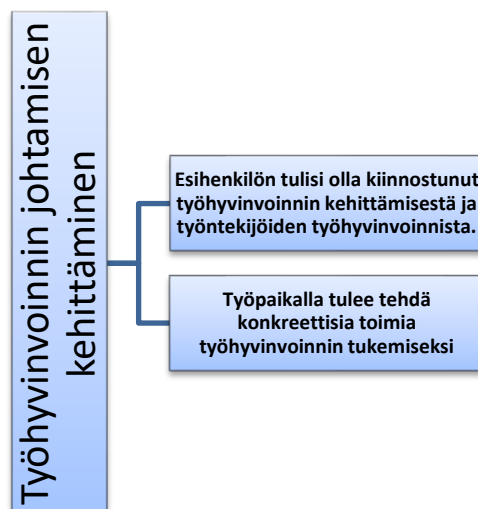 Työhyvinvoinnin johtamisen
kehittäminen
Esihenkilön tulisi olla kiinnostunut
työhyvinvoinnin kehittämisestä ja
työntekijöiden työhyvinvoinnista.
Työpaikalla tulee tehdä
konkreettisia toimia
työhyvinvoinnin tukemiseksi